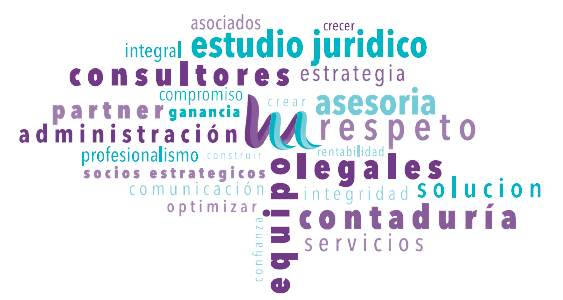 asociados
crecer
integral
estudio juridico
consultores
estrategia
compromiso
crear
asesoria
partner
ganancia
administración
respeto
profesionalismo
construir
rentabilidad
socios estrategicos
equipo
legales
comunicación
integridad
solucion
optimizar
contaduría
confianza
servicios